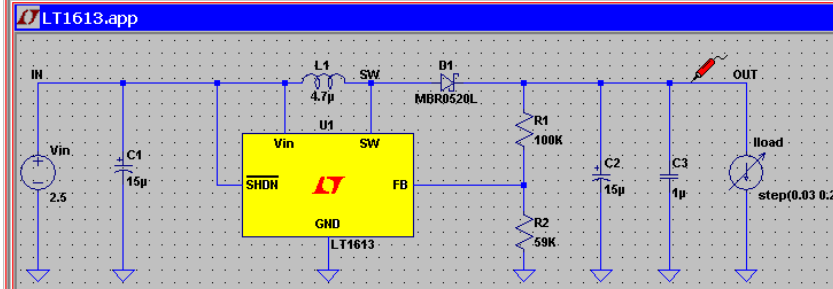 LT1613.app
IN
L1
SW
D1
OUT
4.7µ
MBR0520L
U1
R1
Vin
SW
100K
Iload
Vin
C1
C2
C3
SHDN
FB
15µ
15µ
1µ
2.5
step(0.03 0.2
GND
R2
LT1613
59K